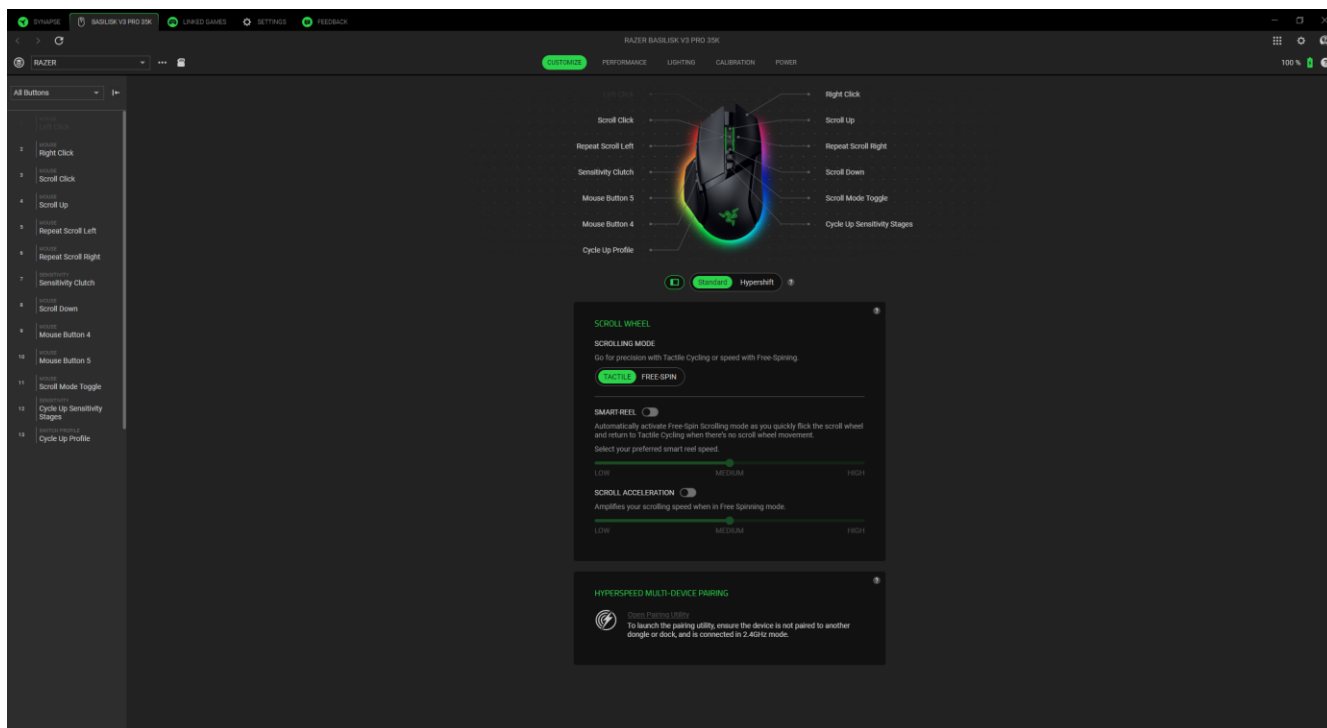 SYNAPSE
BASILISK V3 PRO 35K
LINKED GAMES
SETTINGS
FEEDBACK
RAZER BASILISK V3 PRO 35K
RAZER
CUSTOMIZE
PERFORMANCE
LIGHTING
CALIBRATION
POWER
100 %
All Buttons
MOUSE
Left Click
2
MOUSE
Right Click
3
MOUSE
Scroll Click
4
MOUSE
Scroll Up
5
MOUSE
Repeat Scroll Left
6
MOUSE
Repeat Scroll Right
7
SENSITIVITY
Sensitivity Clutch
8
MOUSE
Scroll Down
9
MOUSE
Mouse Button 4
10
MOUSE
Mouse Button 5
11
MOUSE
Scroll Mode Toggle
12
SENSITIVITY
Cycle Up Sensitivity
Stages
13
SWITCH PROFILE
Cycle Up Profile
Left Click
Scroll Click
Repeat Scroll Left
Sensitivity Clutch
Mouse Button 5
Mouse Button 4
Cycle Up Profile
Right Click
Scroll Up
Repeat Scroll Right
Scroll Down
Scroll Mode Toggle
Cycle Up Sensitivity Stages
Standard
Hypershift
?
?
SCROLL WHEEL
SCROLLING MODE
Go for precision with Tactile Cycling or speed with Free-Spining.
TACTILE
FREE-SPIN
SMART-REEL
Automatically activate Free-Spin Scrolling mode as you quickly flick the scroll wheel
and return to Tactile Cycling when there's no scroll wheel movement.
Select your preferred smart reel speed.
LOW
MEDIUM
HIGH
SCROLL ACCELERATION
Amplifies your scrolling speed when in Free Spinning mode.
LOW
MEDIUM
HIGH
?
HYPERSPEED MULTI-DEVICE PAIRING
Open Pairing Utility
To launch the pairing utility, ensure the device is not paired to another
dongle or dock, and is connected in 2.4GHz mode.